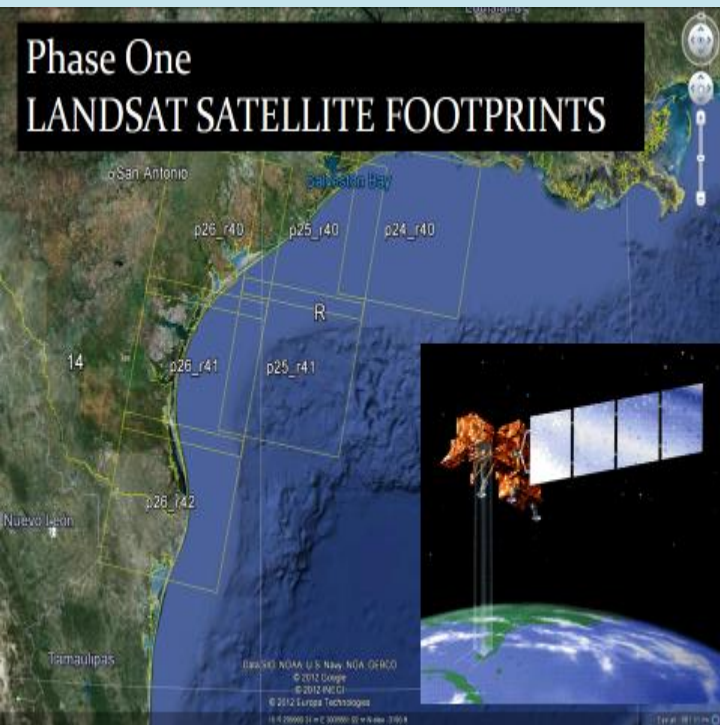 Louisiana
Phase One
LANDSAT SATELLITE FOOTPRINTS
San Antonio
Galveston Bay
p26_r40
p25_r40
p24_r40
R
14
p26_r41
p25_r41
p26_r42
Nuevo León
Tamaulipas
Data SIO, NOAA, U.S. Navy, NGA, GEBCO
© 2012 Google
© 2012 INEGI
© 2012 Europa Technologies